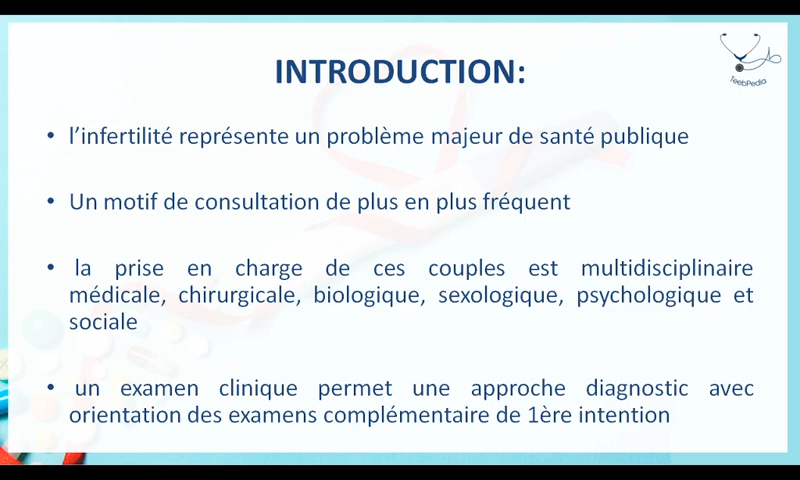 INTRODUCTION:
TeebPedia
• l'infertilité représente un problème majeur de santé publique
• Un motif de consultation de plus en plus fréquent
• la prise en charge de ces couples est multidisciplinaire
médicale, chirurgicale, biologique, sexologique, psychologique et
sociale
• un examen clinique permet une approche diagnostic avec
orientation des examens complémentaire de 1ère intention